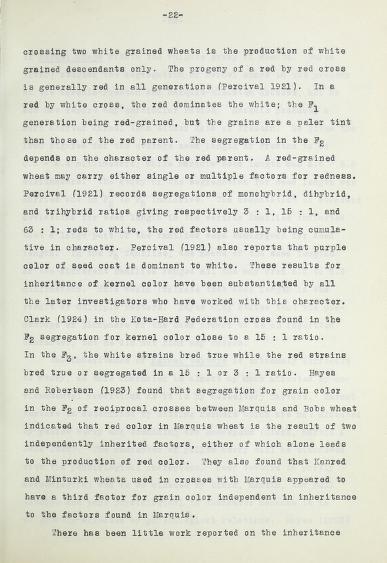 -22-
crossing two white grained wheats is the production of white
grained descendants only. The progeny of a red by red cross
is generally red in all generations (Percival 1921). In a
red by white cross, the red dominates the white; the F1
generation being red-grained, but the grains are a paler tint
than those of the red parent. The segregation in the F2
depends on the character of the red parent. A red-grained
wheat may carry either single or multiple factors for redness.
Percival (1921) records segregations of monohybrid, dihybrid,
and trihybrid ratios giving respectively 3 : 1, 15 : 1, and
63 : 1; reds to white, the red factors usually being cumula-
tive in character. Percival (1921) also reports that purple
color of seed coat is dominant to white. These results for
inheritance of kernel color have been substantiated by all
the later investigators who have worked with this character.
Clark (1924) in the Kota-Hard Federation cross found in the
F2 segregation for kernel color close to a 15 : 1 ratio.
In the F3, the white strains bred true while the red strains
bred true or segregated in a 15 : 1 or 3 : 1 ratio. Hayes
and Robertson (1923) found that segregation for grain color
in the F2 of reciprocal crosses between Marquis and Bobs wheat
indicated that red color in Marquis wheat is the result of two
independently inherited factors, either of which alone leads
to the production of red color. They also found that Kanred
and Minturki wheats used in crosses with Marquis appeared to
have a third factor for grain color independent in inheritance
to the factors found in Marquis.
There has been little work reported on the inheritance